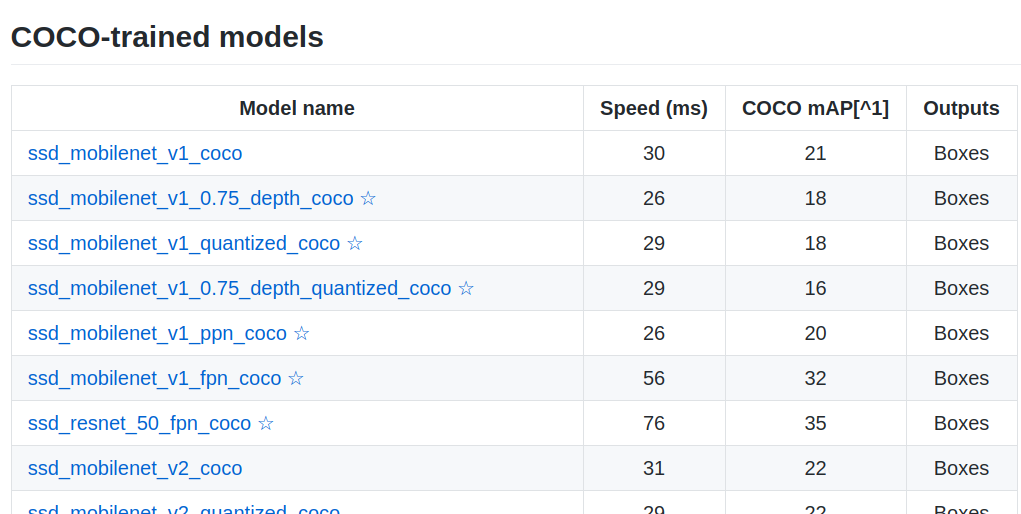 COCO-trained models
Model name Speed (ms) COCO mAP[^1] Outputs
ssd_mobilenet_v1_coco 30 21 Boxes
ssd_mobilenet_v1_0.75_depth_coco ☆ 26 18 Boxes
ssd_mobilenet_v1_quantized_coco ☆ 29 18 Boxes
ssd_mobilenet_v1_0.75_depth_quantized_coco ☆ 29 16 Boxes
ssd_mobilenet_v1_ppn_coco ☆ 26 20 Boxes
ssd_mobilenet_v1_fpn_coco ☆ 56 32 Boxes
ssd_resnet_50_fpn_coco ☆ 76 35 Boxes
ssd_mobilenet_v2_coco 31 22 Boxes
ssd_mobilenet_v2_quantized_coco 29 22 Boxes